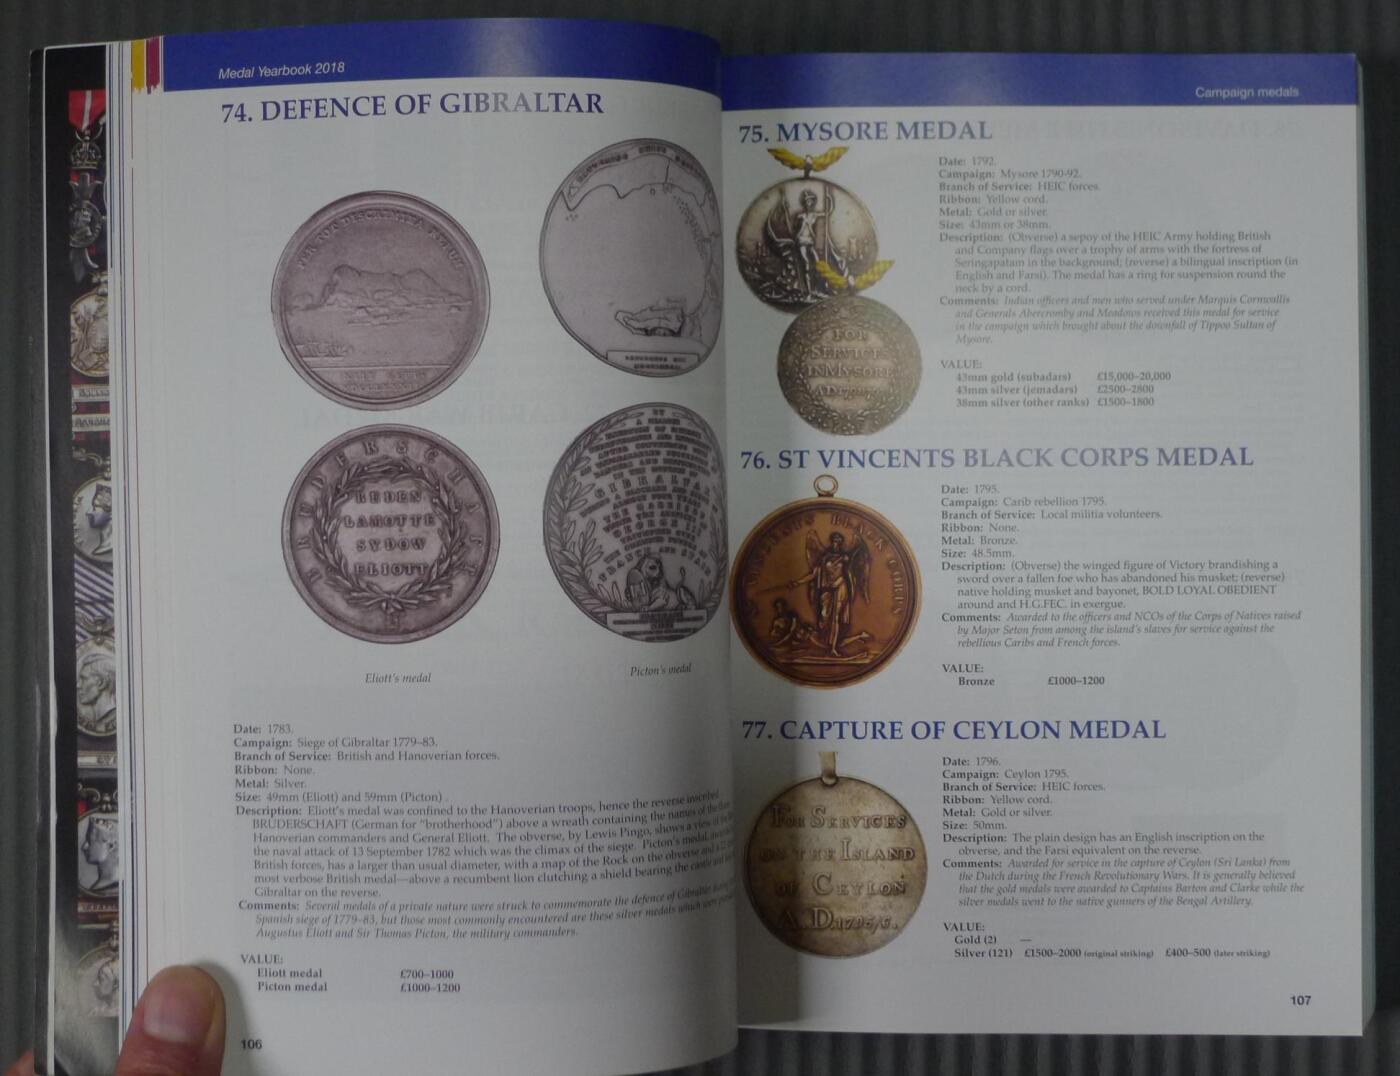 Medal Yearbook 2018
74. DEFENCE OF GIBRALTAR
BRUDERSCHAFT
REDEN
LAMOTTE
SYDOW
ELIOTT
GIBRALTAR
FRANCE AND SPAIN
Eliott's medal
Picton's medal
Date: 1783.
Campaign: Siege of Gibraltar 1779–83.
Branch of Service: British and Hanoverian forces.
Ribbon: None.
Metal: Silver.
Size: 49mm (Eliott) and 59mm (Picton) .
Description: Eliott's medal was confined to the Hanoverian troops, hence the reverse inscribed
BRUDERSCHAFT (German for "brotherhood") above a wreath containing the names of the
Hanoverian commanders and General Eliott. The obverse, by Lewis Pingo, shows a view of
the naval attack of 13 September 1782 which was the climax of the siege. Picton's medal,
British forces, has a larger than usual diameter, with a map of the Rock on the obverse and a
most verbose British medal—above a recumbent lion clutching a shield bearing the castle and
Gibraltar on the reverse.
Comments: Several medals of a private nature were struck to commemorate the defence of Gibraltar
Spanish siege of 1779–83, but those most commonly encountered are these silver medals which were
Augustus Eliott and Sir Thomas Picton, the military commanders.
VALUE:
Eliott medal £700–1000
Picton medal £1000–1200
106
Campaign medals
75. MYSORE MEDAL
FOR
SERVICES
IN MYSORE
Date: 1792.
Campaign: Mysore 1790-92.
Branch of Service: HEIC forces.
Ribbon: Yellow cord.
Metal: Gold or silver.
Size: 43mm or 38mm.
Description: (Obverse) a sepoy of the HEIC Army holding British
and Company flags over a trophy of arms with the fortress of
Seringapatam in the background; (reverse) a bilingual inscription (in
English and Farsi). The medal has a ring for suspension round the
neck by a cord.
Comments: Indian officers and men who served under Marquis Cornwallis
and Generals Abercromby and Meadows received this medal for service
in the campaign which brought about the downfall of Tippoo Sultan of
Mysore.
VALUE:
43mm gold (subadars) £15,000–20,000
43mm silver (jemadars) £2500–2800
38mm silver (other ranks) £1500–1800
76. ST VINCENTS BLACK CORPS MEDAL
VINCENTS BLACK CORPS
Date: 1795.
Campaign: Carib rebellion 1795.
Branch of Service: Local militia volunteers.
Ribbon: None.
Metal: Bronze.
Size: 48.5mm.
Description: (Obverse) the winged figure of Victory brandishing a
sword over a fallen foe who has abandoned his musket; (reverse)
native holding musket and bayonet, BOLD LOYAL OBEDIENT
around and H.G.FEC. in exergue.
Comments: Awarded to the officers and NCOs of the Corps of Natives raised
by Major Seton from among the island's slaves for service against the
rebellious Caribs and French forces.
VALUE:
Bronze £1000–1200
77. CAPTURE OF CEYLON MEDAL
FOR SERVICES
ON THE ISLAND
OF CEYLON
A.D.1795/6.
Date: 1796.
Campaign: Ceylon 1795.
Branch of Service: HEIC forces.
Ribbon: Yellow cord.
Metal: Gold or silver.
Size: 50mm.
Description: The plain design has an English inscription on the
obverse, and the Farsi equivalent on the reverse.
Comments: Awarded for service in the capture of Ceylon (Sri Lanka) from
the Dutch during the French Revolutionary Wars. It is generally believed
that the gold medals were awarded to Captains Barton and Clarke while the
silver medals went to the native gunners of the Bengal Artillery.
VALUE:
Gold (2) —
Silver (121) £1500–2000 (original striking) £400–500 (later striking)
107